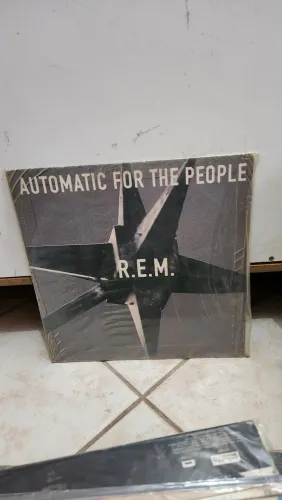 AUTOMATIC FOR THE PEOPLE
R.E.M.